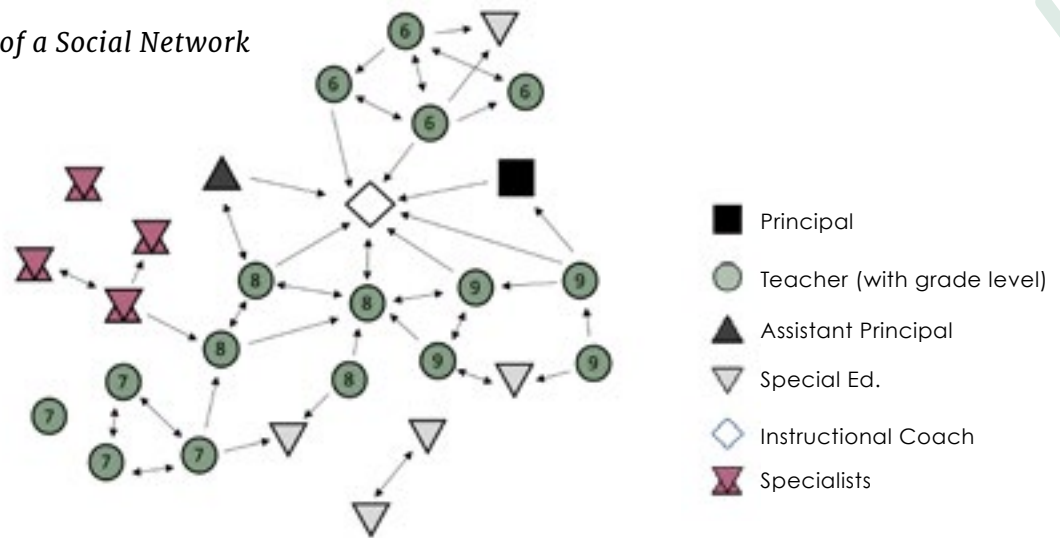 of a Social Network
6
6
6
6
8
8
9
9
8
8
9
9
7
7
7
7
Principal
Teacher (with grade level)
Assistant Principal
Special Ed.
Instructional Coach
Specialists